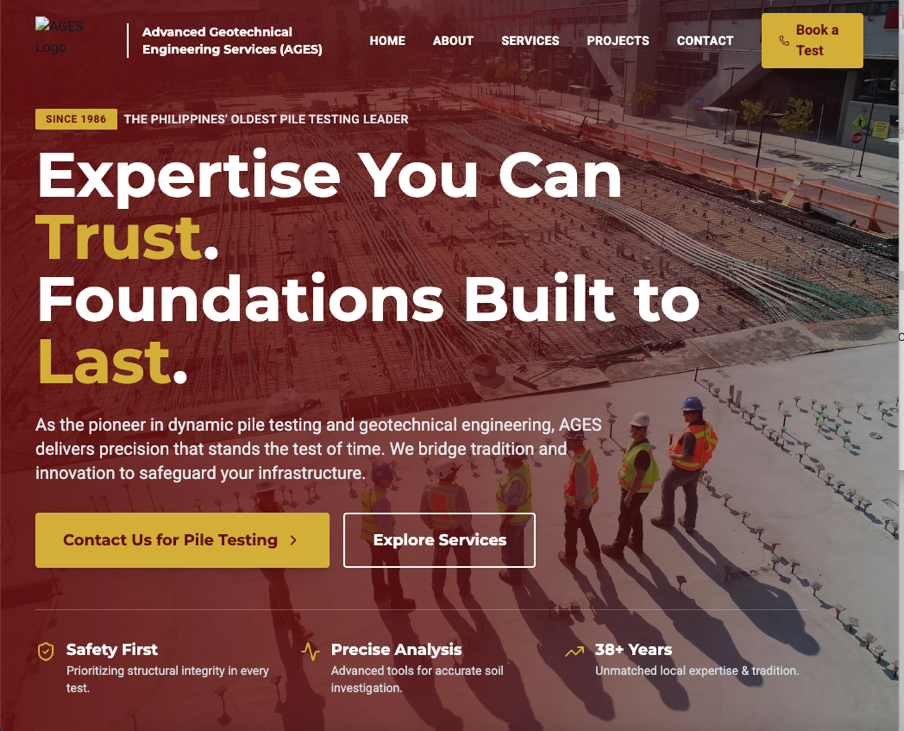 AGES
Logo
Advanced Geotechnical
Engineering Services (AGES)
HOME
ABOUT
SERVICES
PROJECTS
CONTACT
Book a
Test
SINCE 1986
THE PHILIPPINES' OLDEST PILE TESTING LEADER
Expertise You Can
Trust.
Foundations Built to
Last.
As the pioneer in dynamic pile testing and geotechnical engineering, AGES
delivers precision that stands the test of time. We bridge tradition and
innovation to safeguard your infrastructure.
Contact Us for Pile Testing
Explore Services
Safety First
Prioritizing structural integrity in every
test.
Precise Analysis
Advanced tools for accurate soil
investigation.
38+ Years
Unmatched local expertise & tradition.